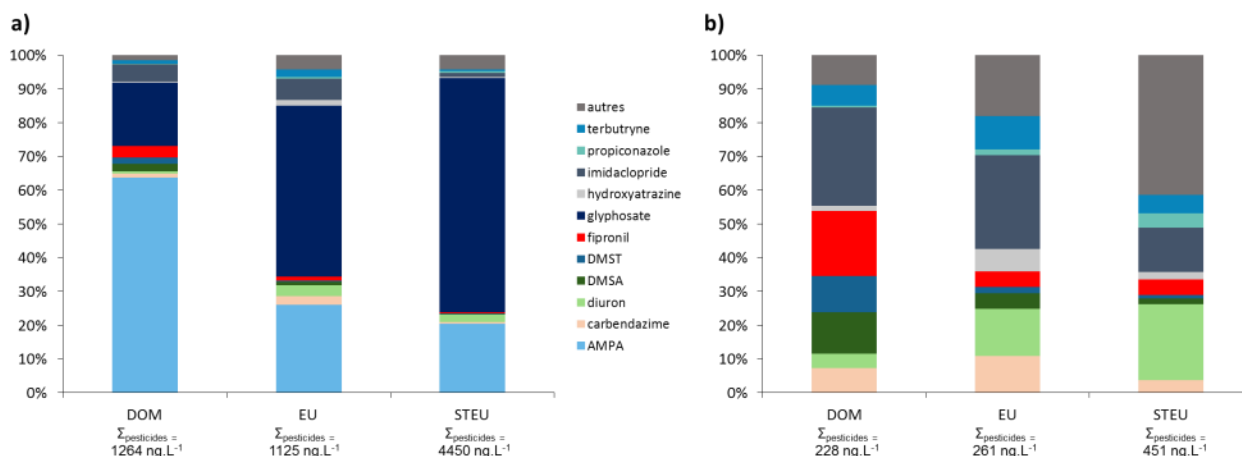 a)
100%
90%
80%
70%
60%
50%
40%
30%
20%
10%
0%
DOM
Σpesticides =
1264 ng.L-1
EU
Σpesticides =
1125 ng.L-1
STEU
Σpesticides =
4450 ng.L-1
autres
terbutryne
propiconazole
imidaclopride
hydroxyatrazine
glyphosate
fipronil
DMST
DMSA
diuron
carbendazime
AMPA
b)
100%
90%
80%
70%
60%
50%
40%
30%
20%
10%
0%
DOM
Σpesticides =
228 ng.L-1
EU
Σpesticides =
261 ng.L-1
STEU
Σpesticides =
451 ng.L-1